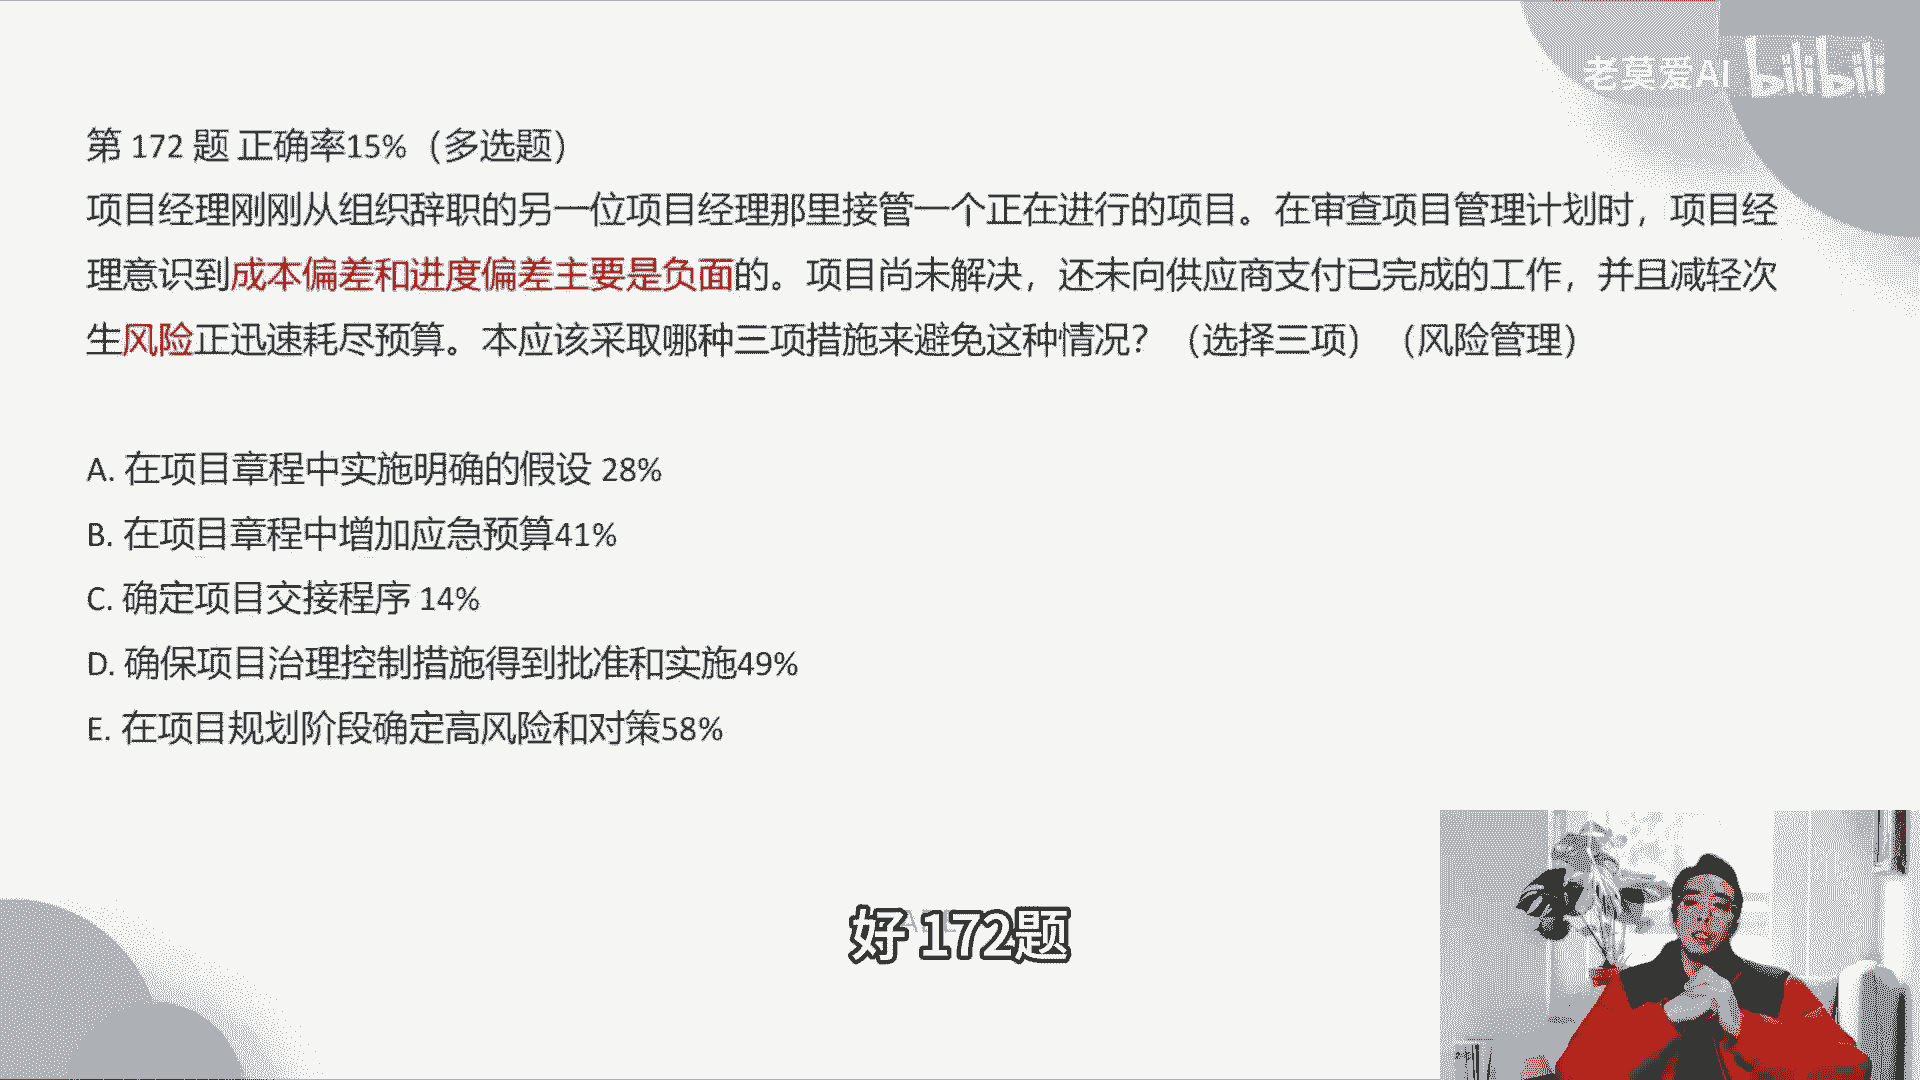 老莫爱AI bilibili
第 172 题 正确率15%（多选题）
项目经理刚刚从组织辞职的另一位项目经理那里接管一个正在进行的项目。在审查项目管理计划时，项目经
理意识到成本偏差和进度偏差主要是负面的。项目尚未解决，还未向供应商支付已完成的工作，并且减轻次
生风险正迅速耗尽预算。本应该采取哪种三项措施来避免这种情况？（选择三项）（风险管理）
A. 在项目章程中实施明确的假设 28%
B. 在项目章程中增加应急预算41%
C. 确定项目交接程序 14%
D. 确保项目治理控制措施得到批准和实施49%
E. 在项目规划阶段确定高风险和对策58%
好 172题